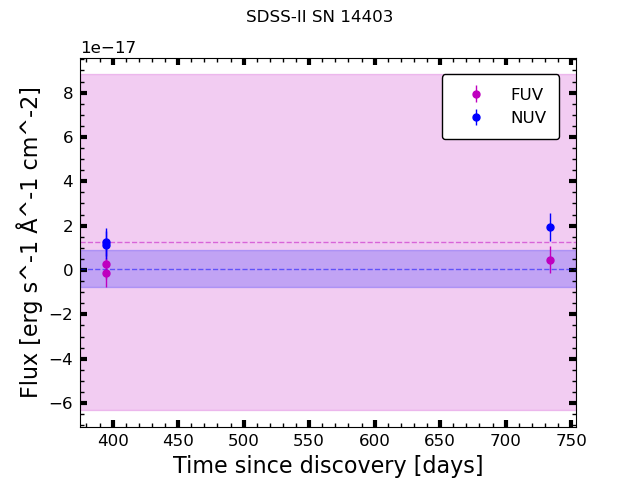 SDSS-II SN 14403
1e−17
FUV
NUV
8
6
4
2
0
−2
−4
−6
Flux [erg s^-1 Å^-1 cm^-2]
400 450 500 550 600 650 700 750
Time since discovery [days]